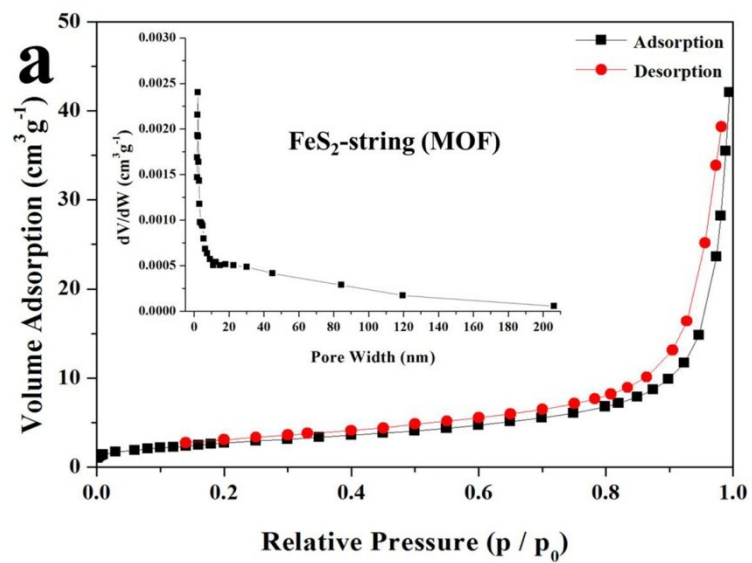 a
Adsorption
Desorption
FeS₂-string (MOF)
dV/dW (cm³g⁻¹)
0.0030
0.0025
0.0020
0.0015
0.0010
0.0005
0.0000
0 20 40 60 80 100 120 140 160 180 200
Pore Width (nm)
Volume Adsorption (cm³g⁻¹)
50
40
30
20
10
0
0.0 0.2 0.4 0.6 0.8 1.0
Relative Pressure (p / p₀)